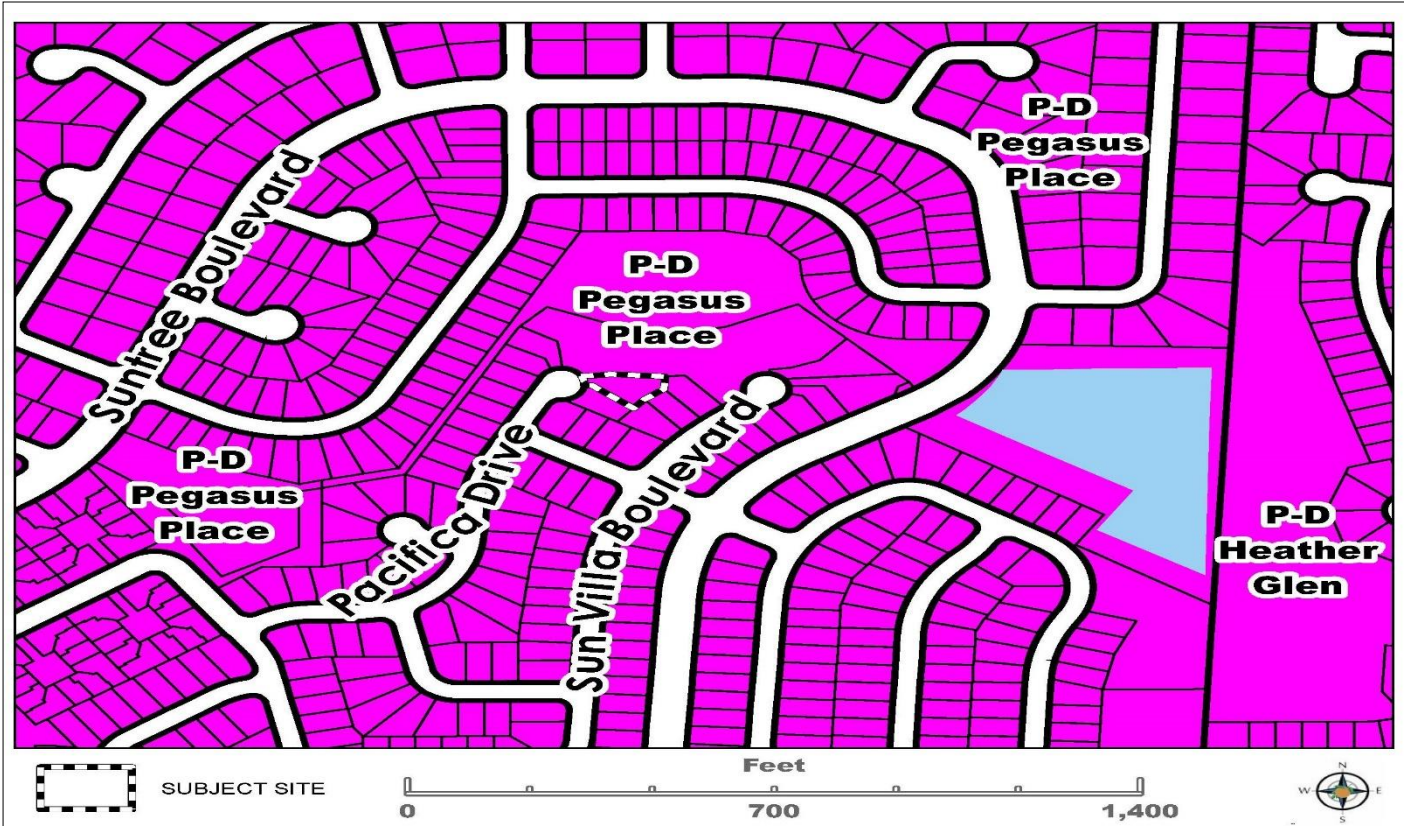 P-D
Pegasus
Place
Suntree Boulevard
P-D
Pegasus
Place
P-D
Pegasus
Place
Pacifica Drive
Sun Villa Boulevard
P-D
Heather
Glen
SUBJECT SITE
Feet
0
700
1,400
N
W
E
S